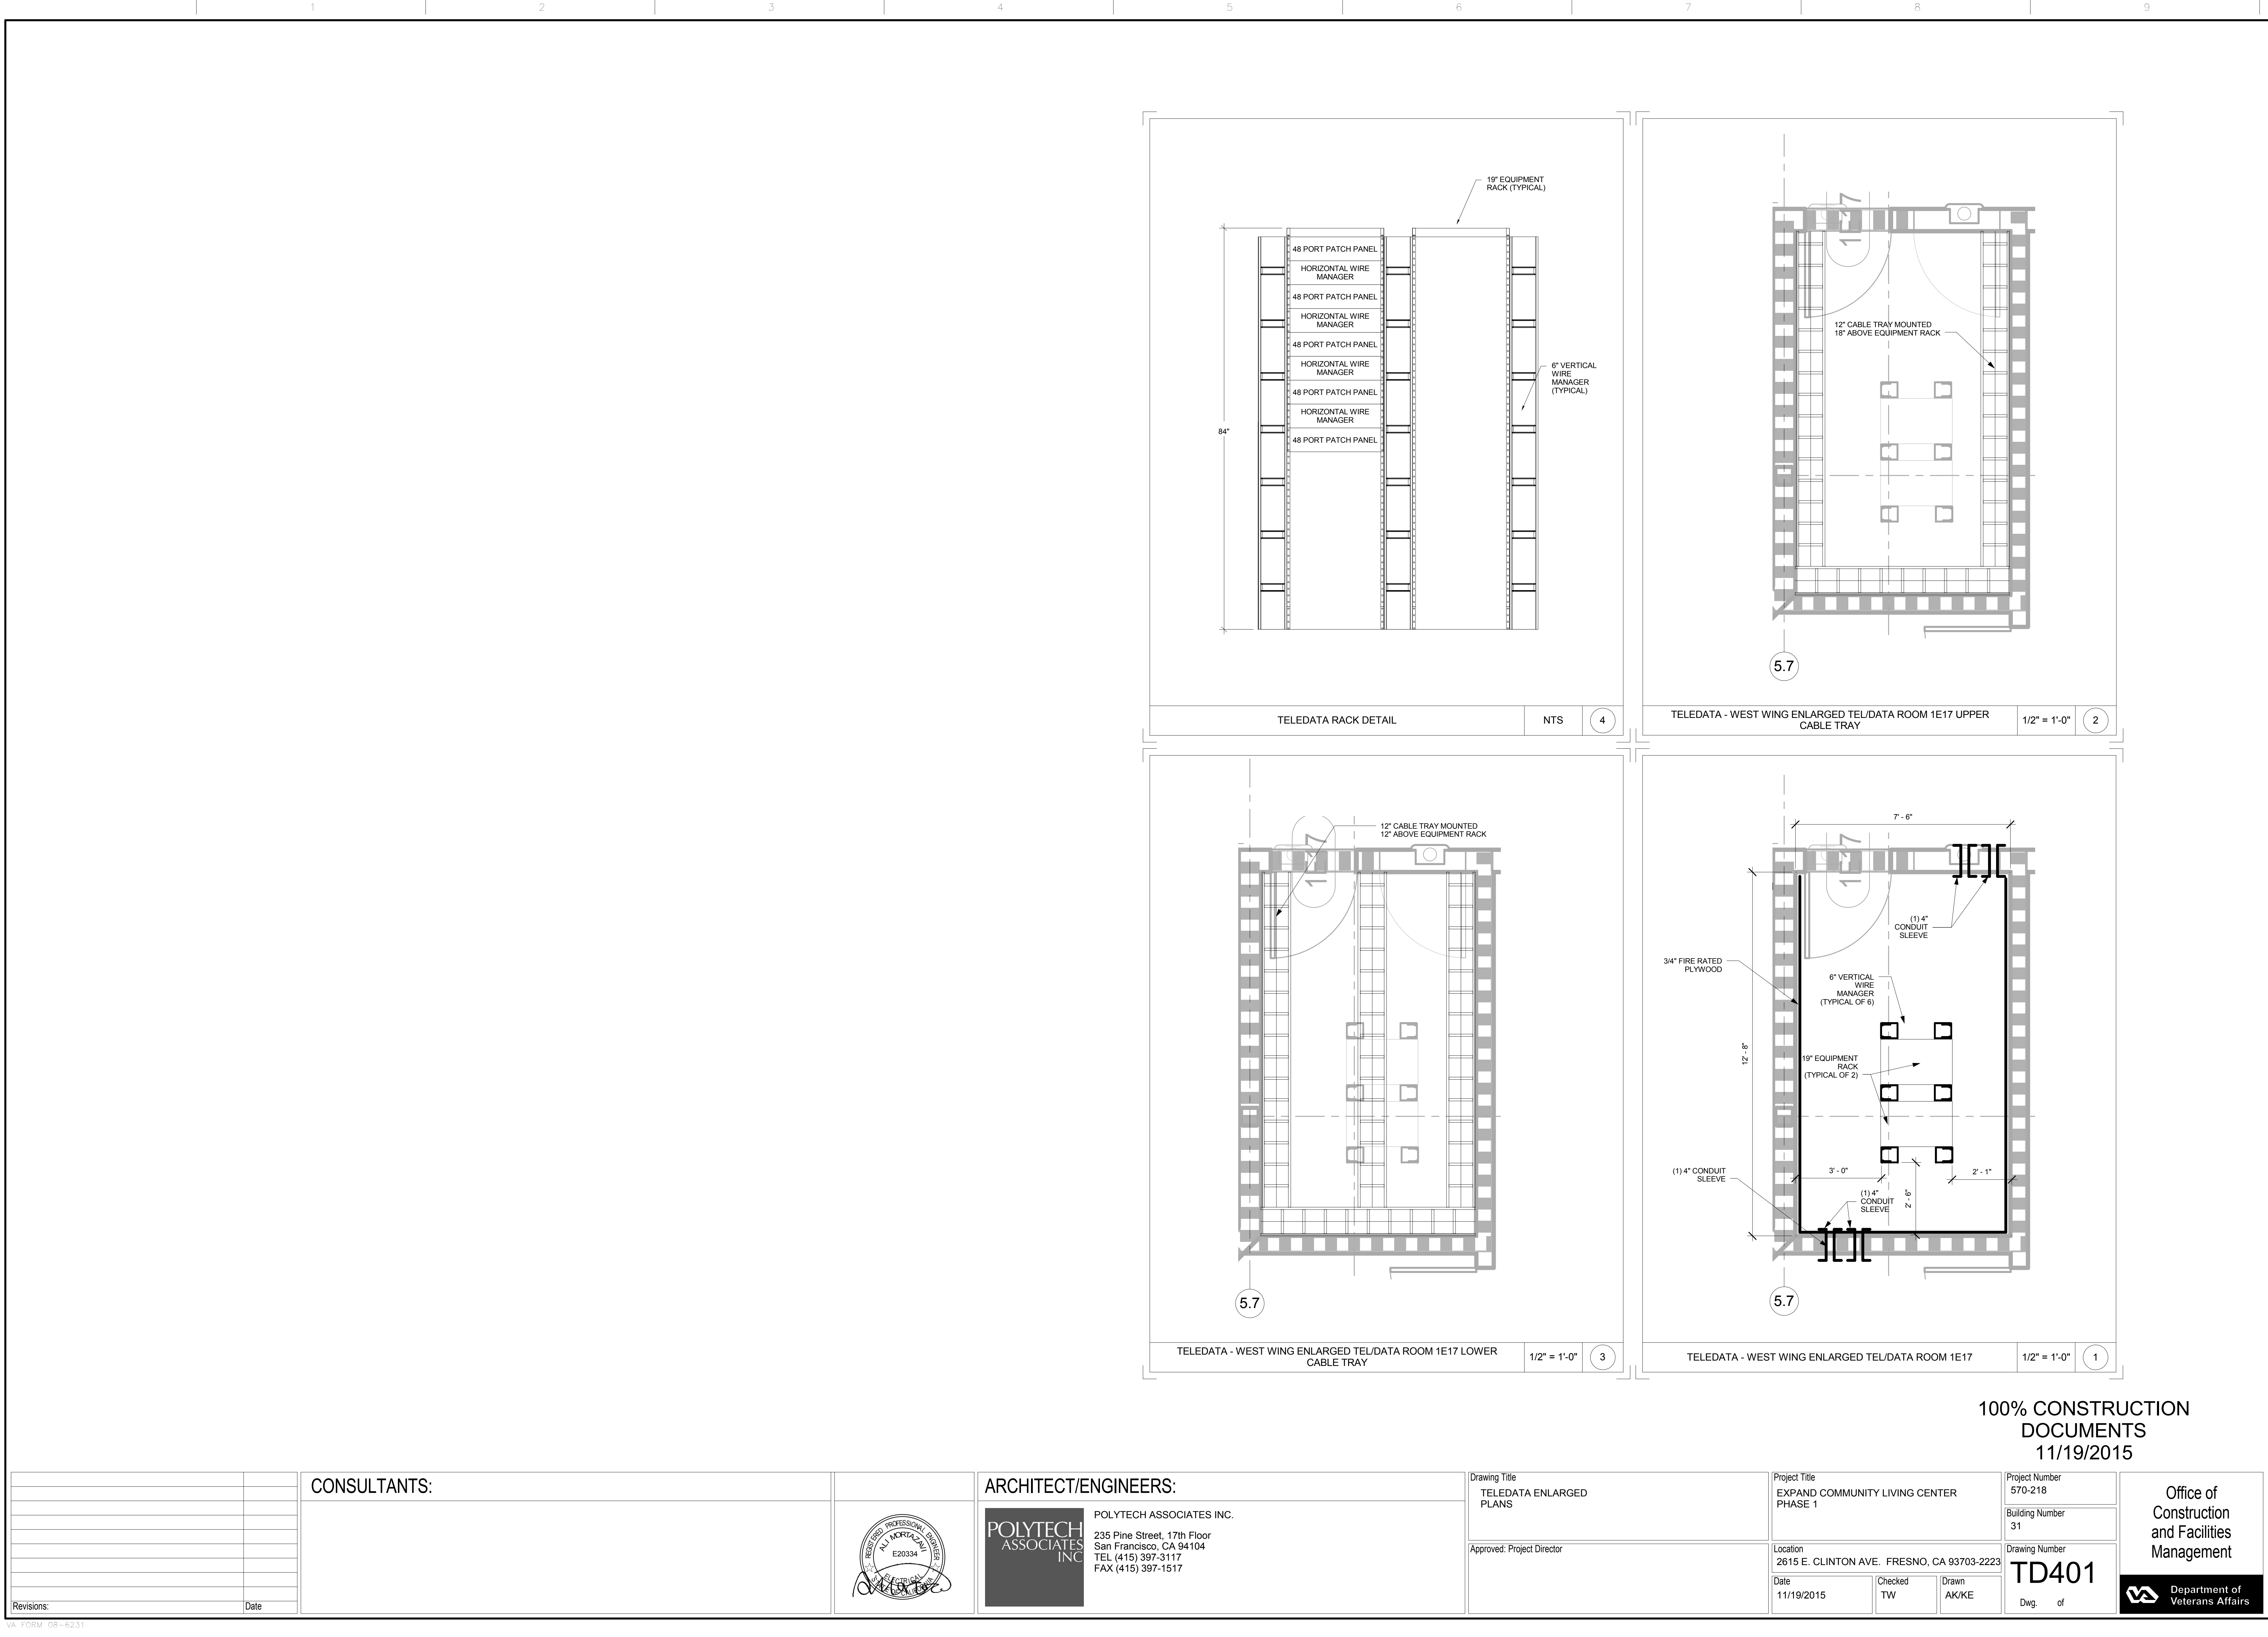 1
2
3
4
5
6
7
8
9
19" EQUIPMENT
RACK (TYPICAL)
48 PORT PATCH PANEL
HORIZONTAL WIRE
MANAGER
48 PORT PATCH PANEL
HORIZONTAL WIRE
MANAGER
48 PORT PATCH PANEL
HORIZONTAL WIRE
MANAGER
48 PORT PATCH PANEL
HORIZONTAL WIRE
MANAGER
48 PORT PATCH PANEL
6" VERTICAL
WIRE
MANAGER
(TYPICAL)
84"
TELEDATA RACK DETAIL
NTS
4
12" CABLE TRAY MOUNTED
18" ABOVE EQUIPMENT RACK
5.7
TELEDATA - WEST WING ENLARGED TEL/DATA ROOM 1E17 UPPER
CABLE TRAY
1/2" = 1'-0"
2
12" CABLE TRAY MOUNTED
12" ABOVE EQUIPMENT RACK
5.7
TELEDATA - WEST WING ENLARGED TEL/DATA ROOM 1E17 LOWER
CABLE TRAY
1/2" = 1'-0"
3
7' - 6"
(1) 4"
CONDUIT
SLEEVE
3/4" FIRE RATED
PLYWOOD
6" VERTICAL
WIRE
MANAGER
(TYPICAL OF 6)
12' - 8"
19" EQUIPMENT
RACK
(TYPICAL OF 2)
(1) 4" CONDUIT
SLEEVE
3' - 0"
2' - 1"
2' - 6"
(1) 4"
CONDUIT
SLEEVE
5.7
TELEDATA - WEST WING ENLARGED TEL/DATA ROOM 1E17
1/2" = 1'-0"
1
100% CONSTRUCTION
DOCUMENTS
11/19/2015
Revisions:
Date
CONSULTANTS:
REGISTERED PROFESSIONAL ENGINEER
ALI MORTAZAVI
E20334
ELECTRICAL
STATE OF CALIFORNIA
ARCHITECT/ENGINEERS:
POLYTECH
ASSOCIATES
INC
POLYTECH ASSOCIATES INC.
235 Pine Street, 17th Floor
San Francisco, CA 94104
TEL (415) 397-3117
FAX (415) 397-1517
Drawing Title
TELEDATA ENLARGED
PLANS
Approved: Project Director
Project Title
EXPAND COMMUNITY LIVING CENTER
PHASE 1
Location
2615 E. CLINTON AVE. FRESNO, CA 93703-2223
Date
11/19/2015
Checked
TW
Drawn
AK/KE
Project Number
570-218
Building Number
31
Drawing Number
TD401
Dwg. of
Office of
Construction
and Facilities
Management
VA
Department of
Veterans Affairs
VA FORM 08-6231